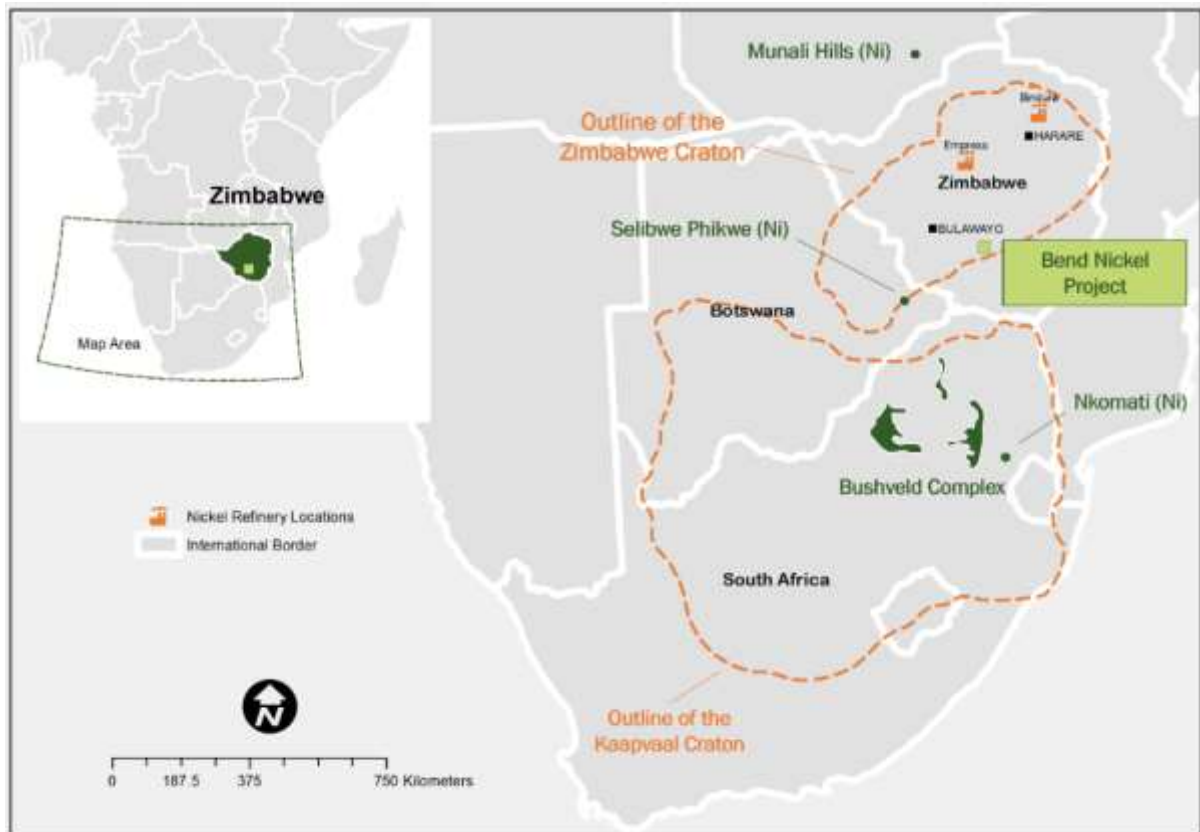 Munali Hills (Ni)
Outline of the
Zimbabwe Craton
HARARE
Empress
Zimbabwe
Zimbabwe
Selibwe Phikwe (Ni)
BULAWAYO
Bend Nickel
Project
Map Area
Botswana
Nkomati (Ni)
Bushveld Complex
Nickel Refinery Locations
International Border
South Africa
N
Outline of the
Kaapvaal Craton
0 187.5 375 750 Kilometers